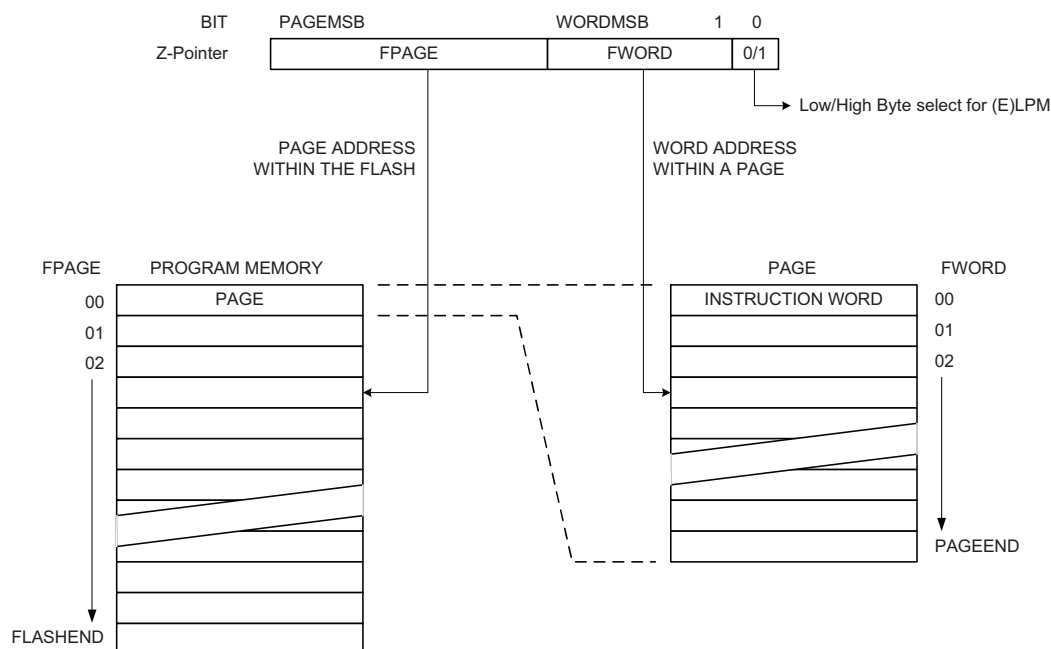 BIT PAGEMSB WORDMSB 1 0
Z-Pointer FPAGE FWORD 0/1
Low/High Byte select for (E)LPM
PAGE ADDRESS
WITHIN THE FLASH
WORD ADDRESS
WITHIN A PAGE
FPAGE PROGRAM MEMORY
00 PAGE
01
02
FLASHEND
PAGE FWORD
INSTRUCTION WORD 00
01
02
PAGEEND